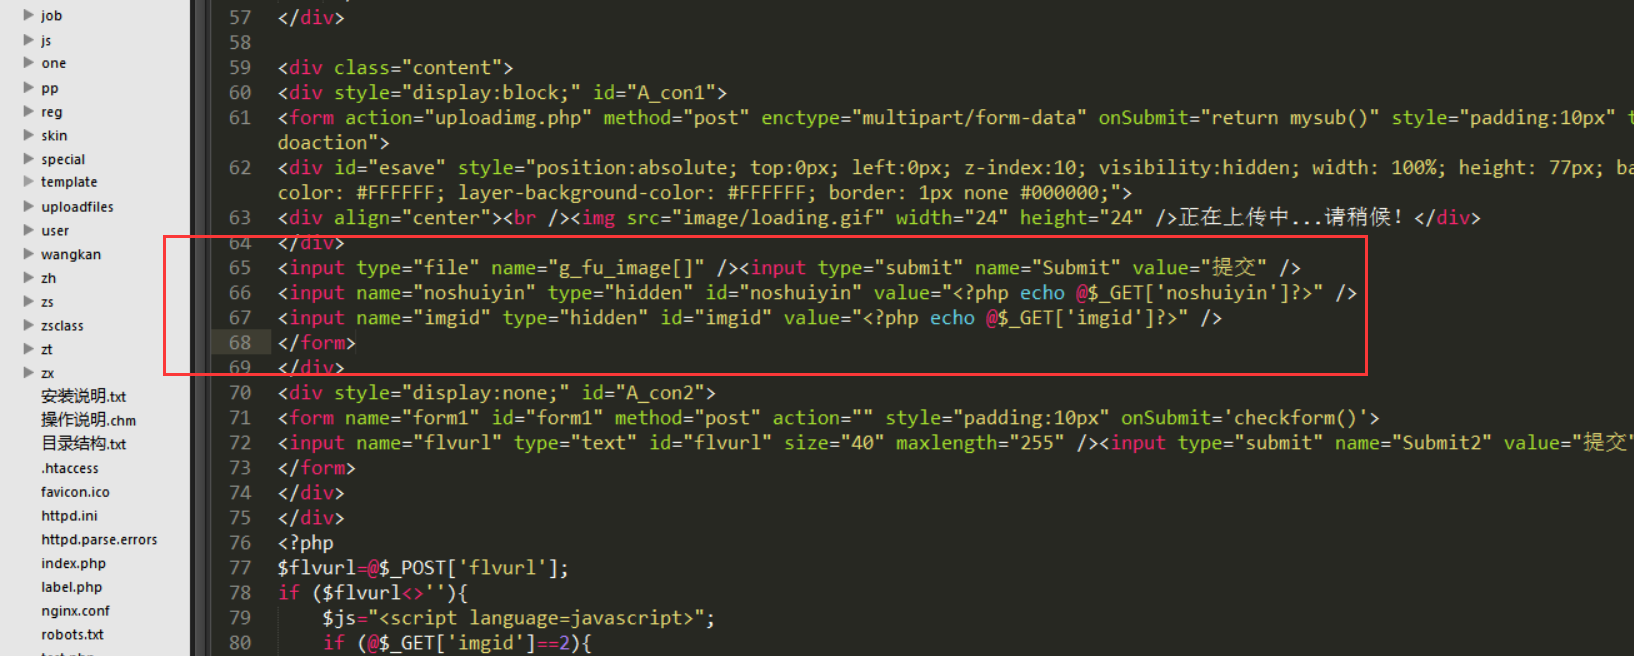 job
js
one
pp
reg
skin
special
template
uploadfiles
user
wangkan
zh
zs
zsclass
zt
zx
安装说明.txt
操作说明.chm
目录结构.txt
.htaccess
favicon.ico
httpd.ini
httpd.parse.errors
index.php
label.php
nginx.conf
robots.txt
57 </div>
58
59 <div class="content">
60 <div style="display:block;" id="A_con1">
61 <form action="uploadimg.php" method="post" enctype="multipart/form-data" onSubmit="return mysub()" style="padding:10px" t
doaction">
62 <div id="esave" style="position:absolute; top:0px; left:0px; z-index:10; visibility:hidden; width: 100%; height: 77px; ba
color: #FFFFFF; layer-background-color: #FFFFFF; border: 1px none #000000;">
63 <div align="center"><br /><img src="image/loading.gif" width="24" height="24" />正在上传中...请稍候！</div>
64 </div>
65 <input type="file" name="g_fu_image[]" /><input type="submit" name="Submit" value="提交" />
66 <input name="noshuiyin" type="hidden" id="noshuiyin" value="<?php echo @$_GET['noshuiyin']?>" />
67 <input name="imgid" type="hidden" id="imgid" value="<?php echo @$_GET['imgid']?>" />
68 </form>
69 </div>
70 <div style="display:none;" id="A_con2">
71 <form name="form1" id="form1" method="post" action="" style="padding:10px" onSubmit='checkform()'>
72 <input name="flvurl" type="text" id="flvurl" size="40" maxlength="255" /><input type="submit" name="Submit2" value="提交"
73 </form>
74 </div>
75 </div>
76 <?php
77 $flvurl=@$_POST['flvurl'];
78 if ($flvurl<>''){
79 $js="<script language=javascript>";
80 if (@$_GET['imgid']==2){